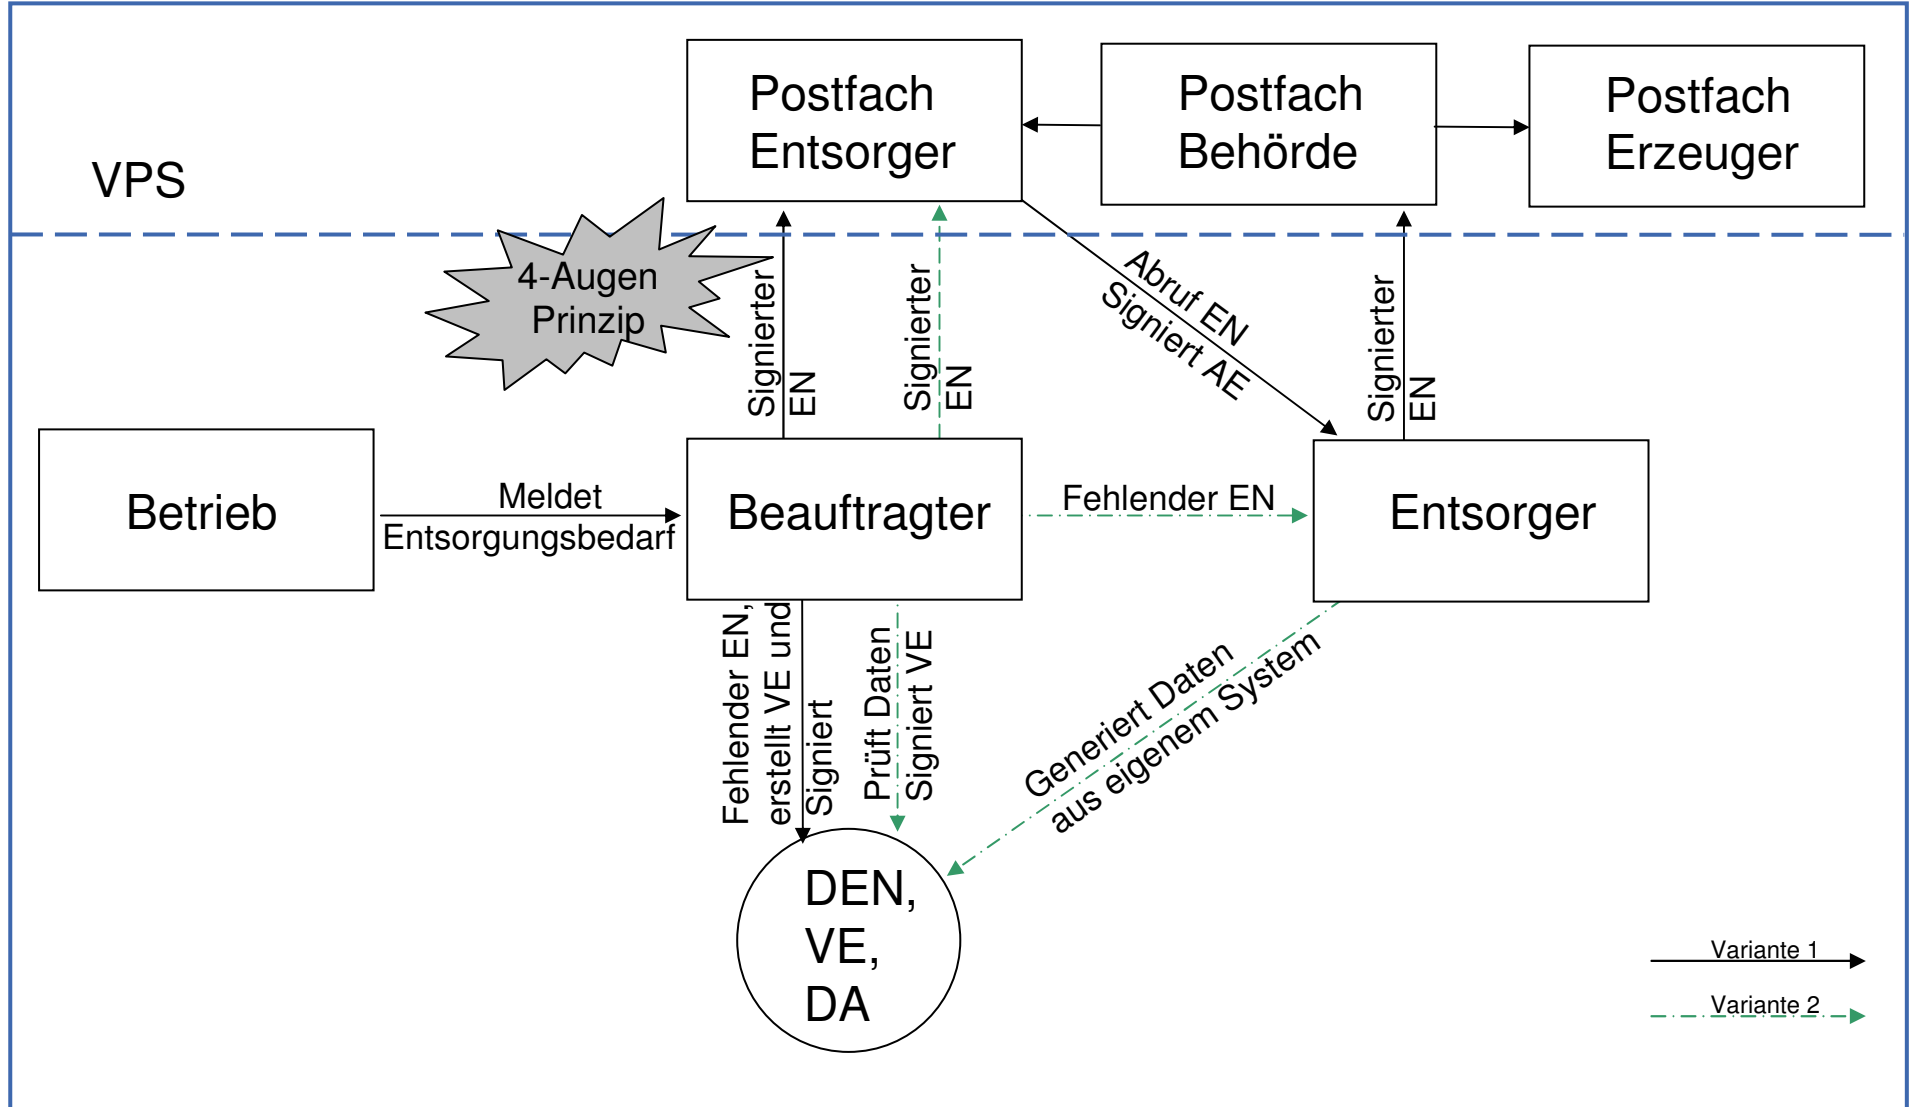 Postfach
Entsorger
Postfach
Behörde
Postfach
Erzeuger
VPS
4-Augen
Prinzip
Signierter
EN
Signierter
EN
Abruf EN
Signiert AE
Signierter
EN
Betrieb
Meldet
Entsorgungsbedarf
Beauftragter
Fehlender EN
Entsorger
Fehlender EN,
erstellt VE und
Signiert
Prüft Daten
Signiert VE
Generiert Daten
aus eigenem System
DEN,
VE,
DA
Variante 1
Variante 2